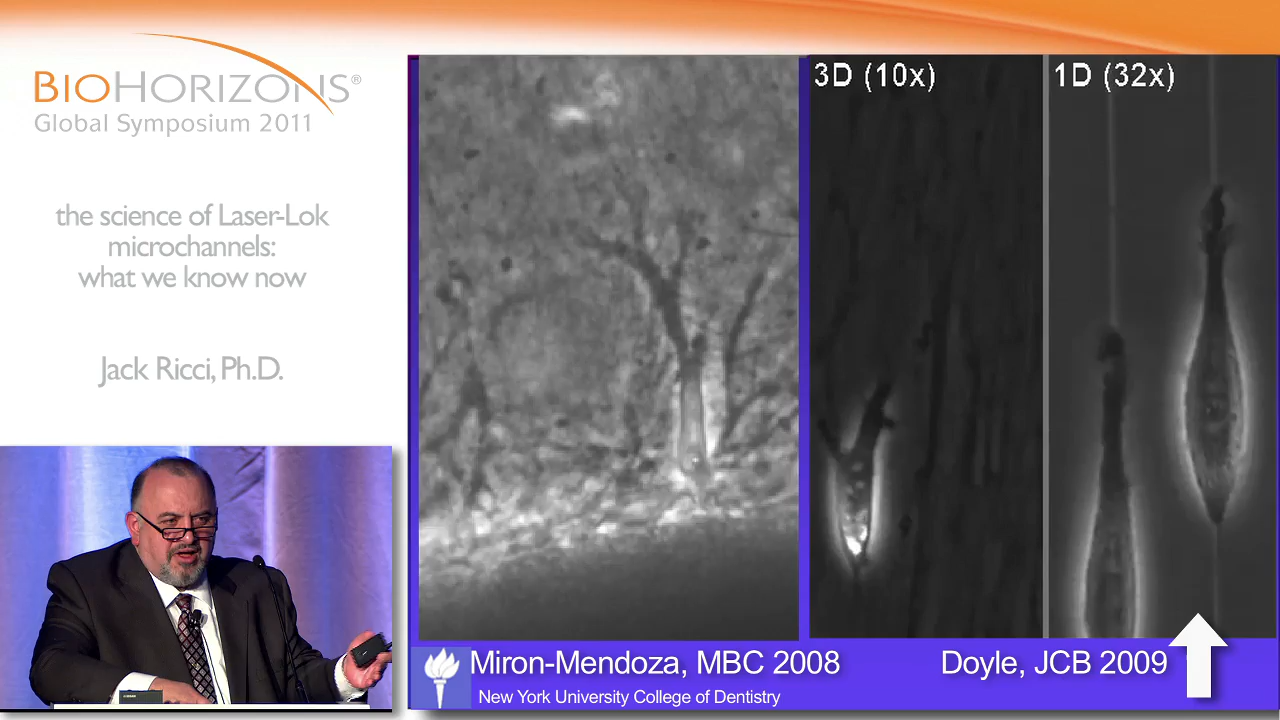 BIOHORIZONS®
Global Symposium 2011
the science of Laser-Lok
microchannels:
what we know now
Jack Ricci, Ph.D.
3D (10x)
1D (32x)
Miron-Mendoza, MBC 2008
Doyle, JCB 2009
New York University College of Dentistry